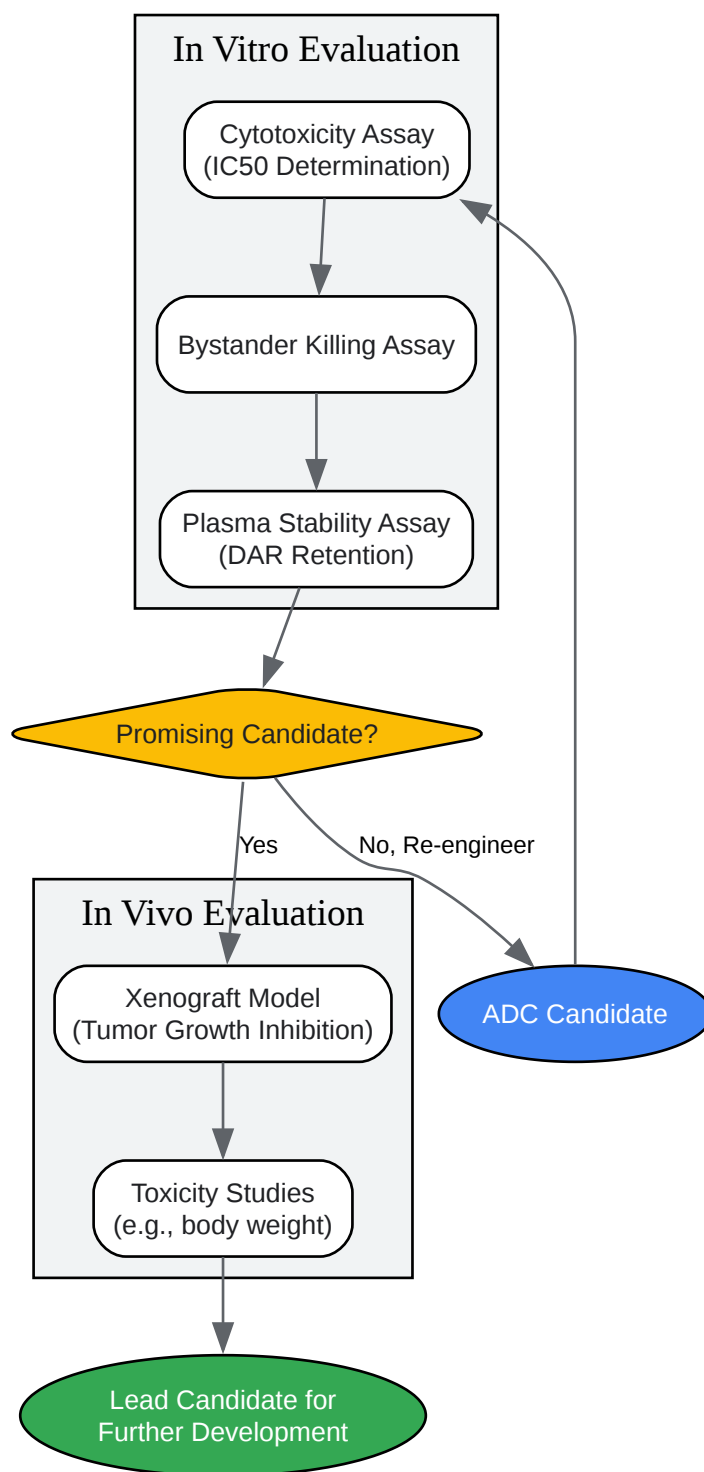 In Vitro Evaluation
Cytotoxicity Assay
(IC50 Determination)
Bystander Killing Assay
Plasma Stability Assay
(DAR Retention)
Promising Candidate?
Yes
No, Re-engineer
In Vivo Evaluation
Xenograft Model
(Tumor Growth Inhibition)
ADC Candidate
Toxicity Studies
(e.g., body weight)
Lead Candidate for
Further Development